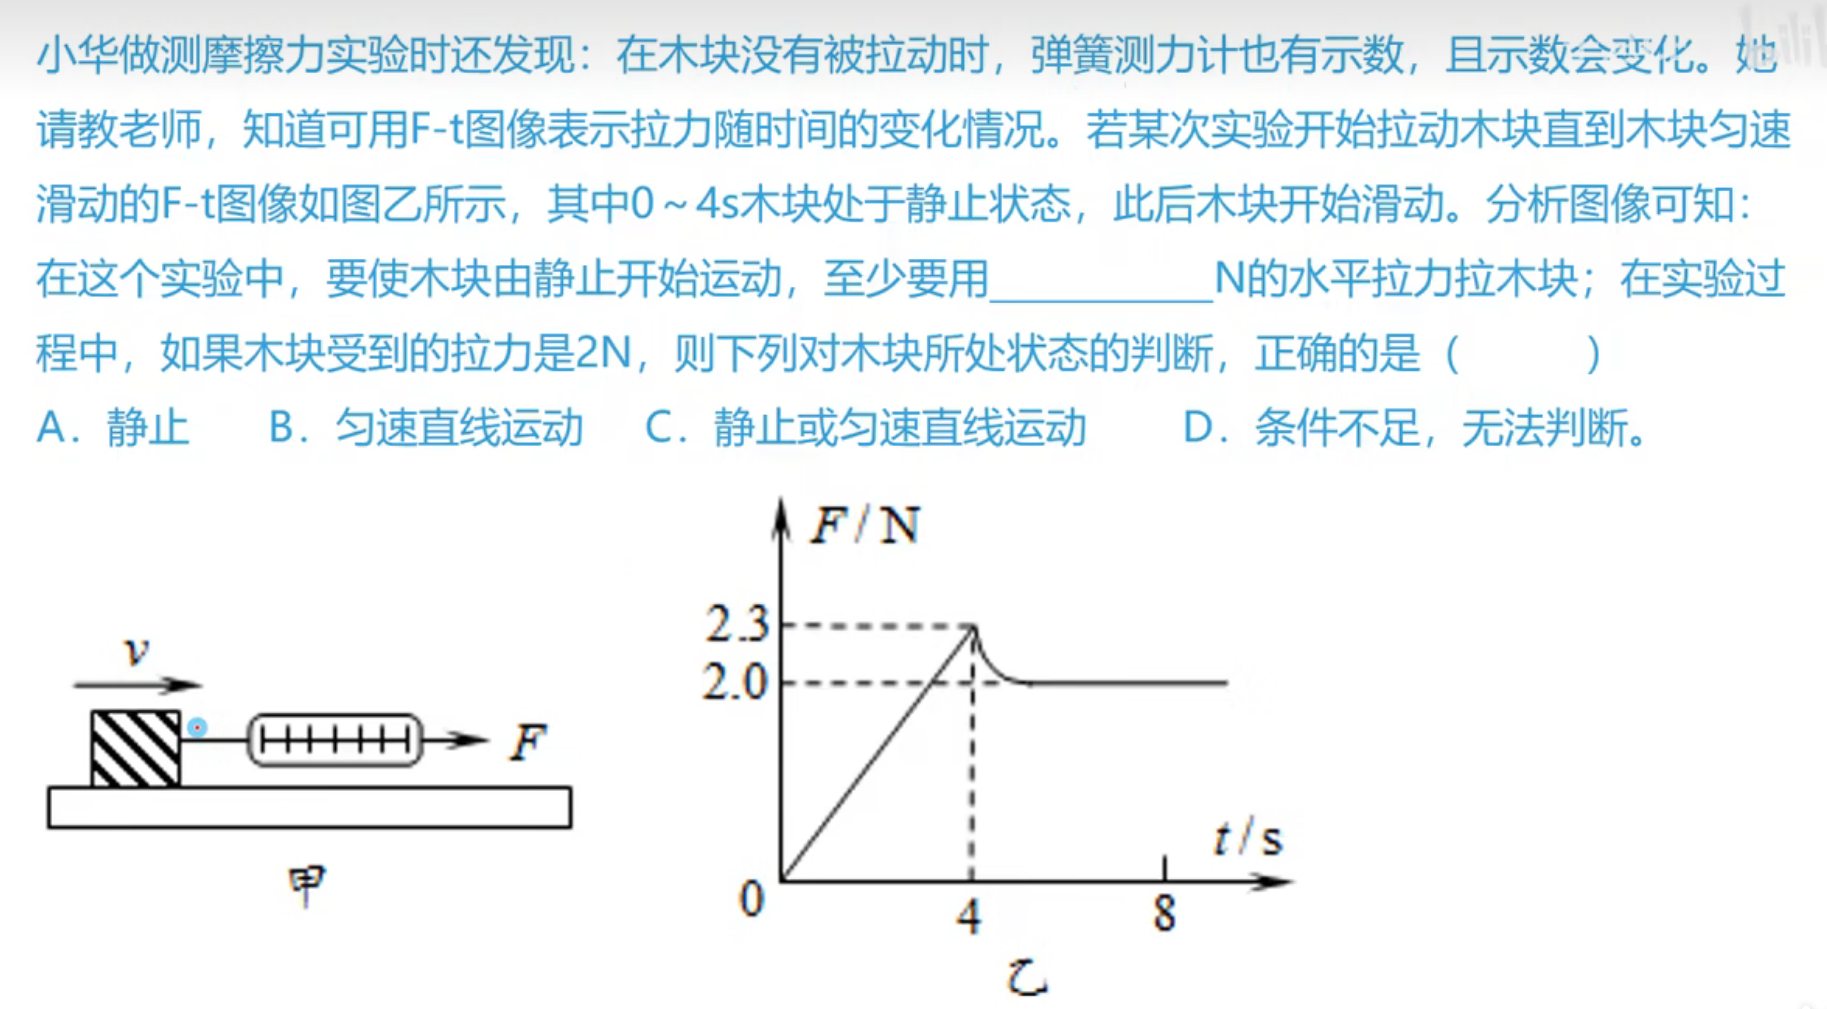 小华做测摩擦力实验时还发现：在木块没有被拉动时，弹簧测力计也有示数，且示数会变化。她
请教老师，知道可用F-t图像表示拉力随时间的变化情况。若某次实验开始拉动木块直到木块匀速
滑动的F-t图像如图乙所示，其中0～4s木块处于静止状态，此后木块开始滑动。分析图像可知：
在这个实验中，要使木块由静止开始运动，至少要用__________N的水平拉力拉木块；在实验过
程中，如果木块受到的拉力是2N，则下列对木块所处状态的判断，正确的是（　　）
A．静止　B．匀速直线运动　C．静止或匀速直线运动　D．条件不足，无法判断。
v
F
甲
F/N
2.3
2.0
0
4
8
t/s
乙